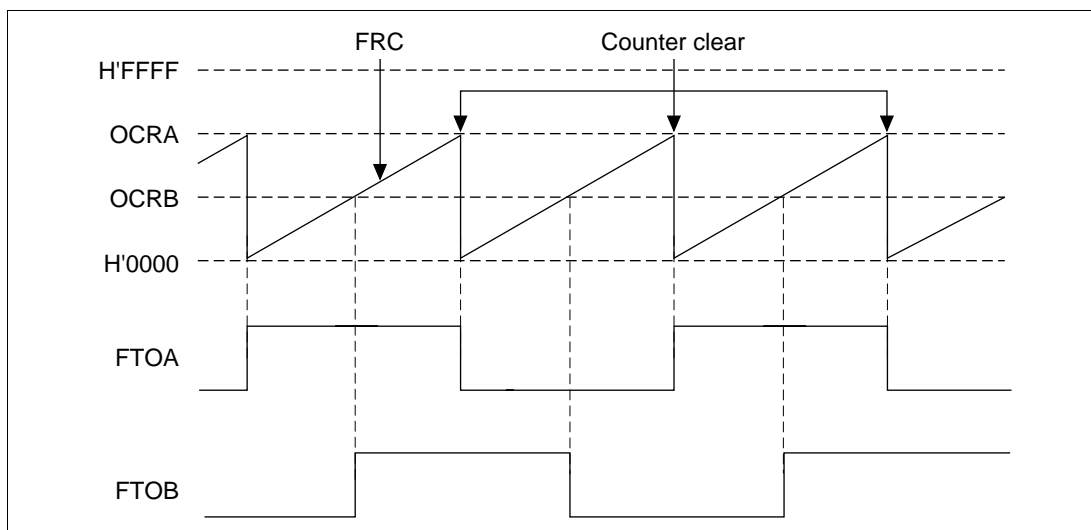 FRC Counter clear
H'FFFF
OCRA
OCRB
H'0000
FTOA
FTOB